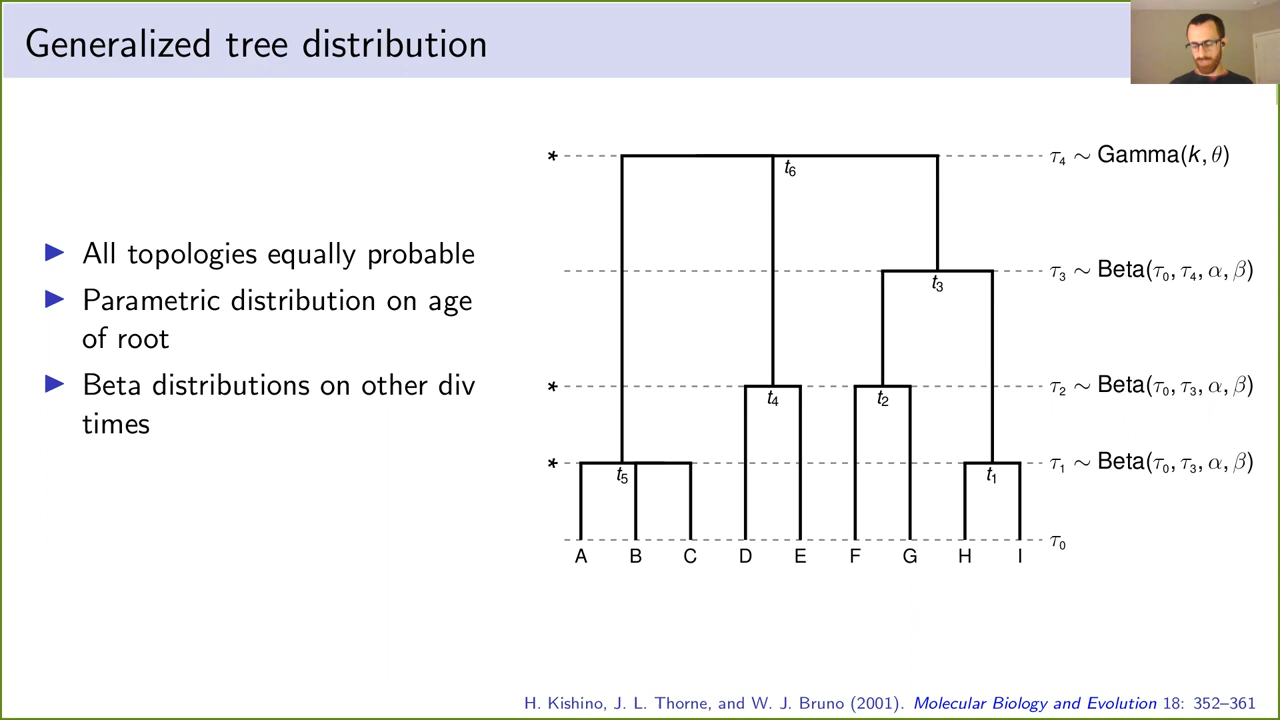 Generalized tree distribution
▶ All topologies equally probable
▶ Parametric distribution on age
of root
▶ Beta distributions on other div
times
* τ₄ ∼ Gamma(k, θ)
t₆
τ₃ ∼ Beta(τ₀, τ₄, α, β)
t₃
* τ₂ ∼ Beta(τ₀, τ₃, α, β)
t₄ t₂
* τ₁ ∼ Beta(τ₀, τ₃, α, β)
t₅ t₁
τ₀
A B C D E F G H I
H. Kishino, J. L. Thorne, and W. J. Bruno (2001). Molecular Biology and Evolution 18: 352–361